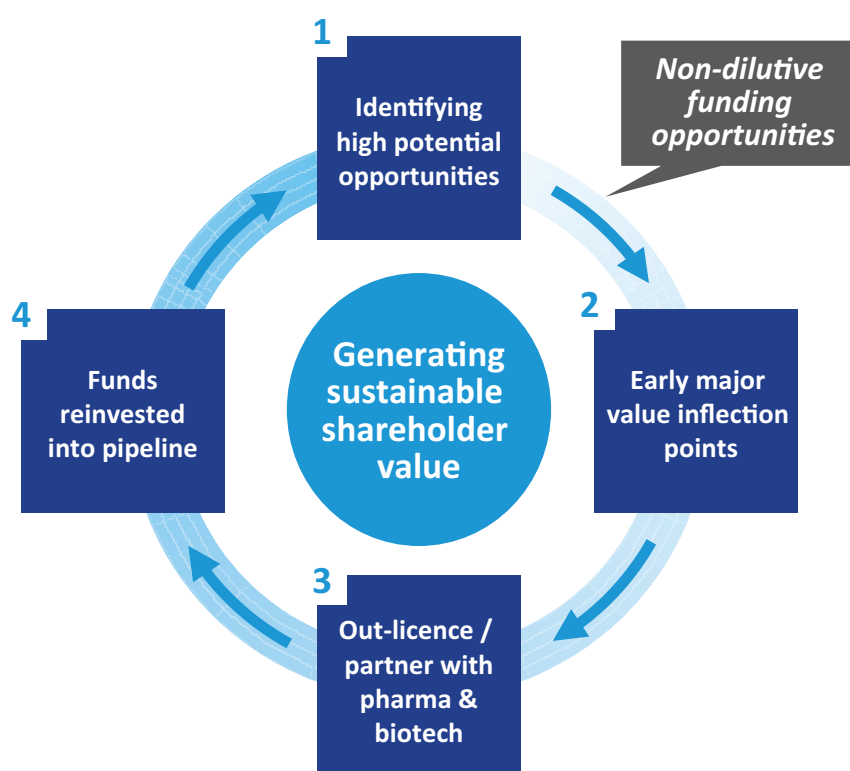 1
Identifying
high potential
opportunities
Non-dilutive
funding
opportunities
2
Early major
value inflection
points
3
Out-licence /
partner with
pharma &
biotech
4
Funds
reinvested
into pipeline
Generating
sustainable
shareholder
value